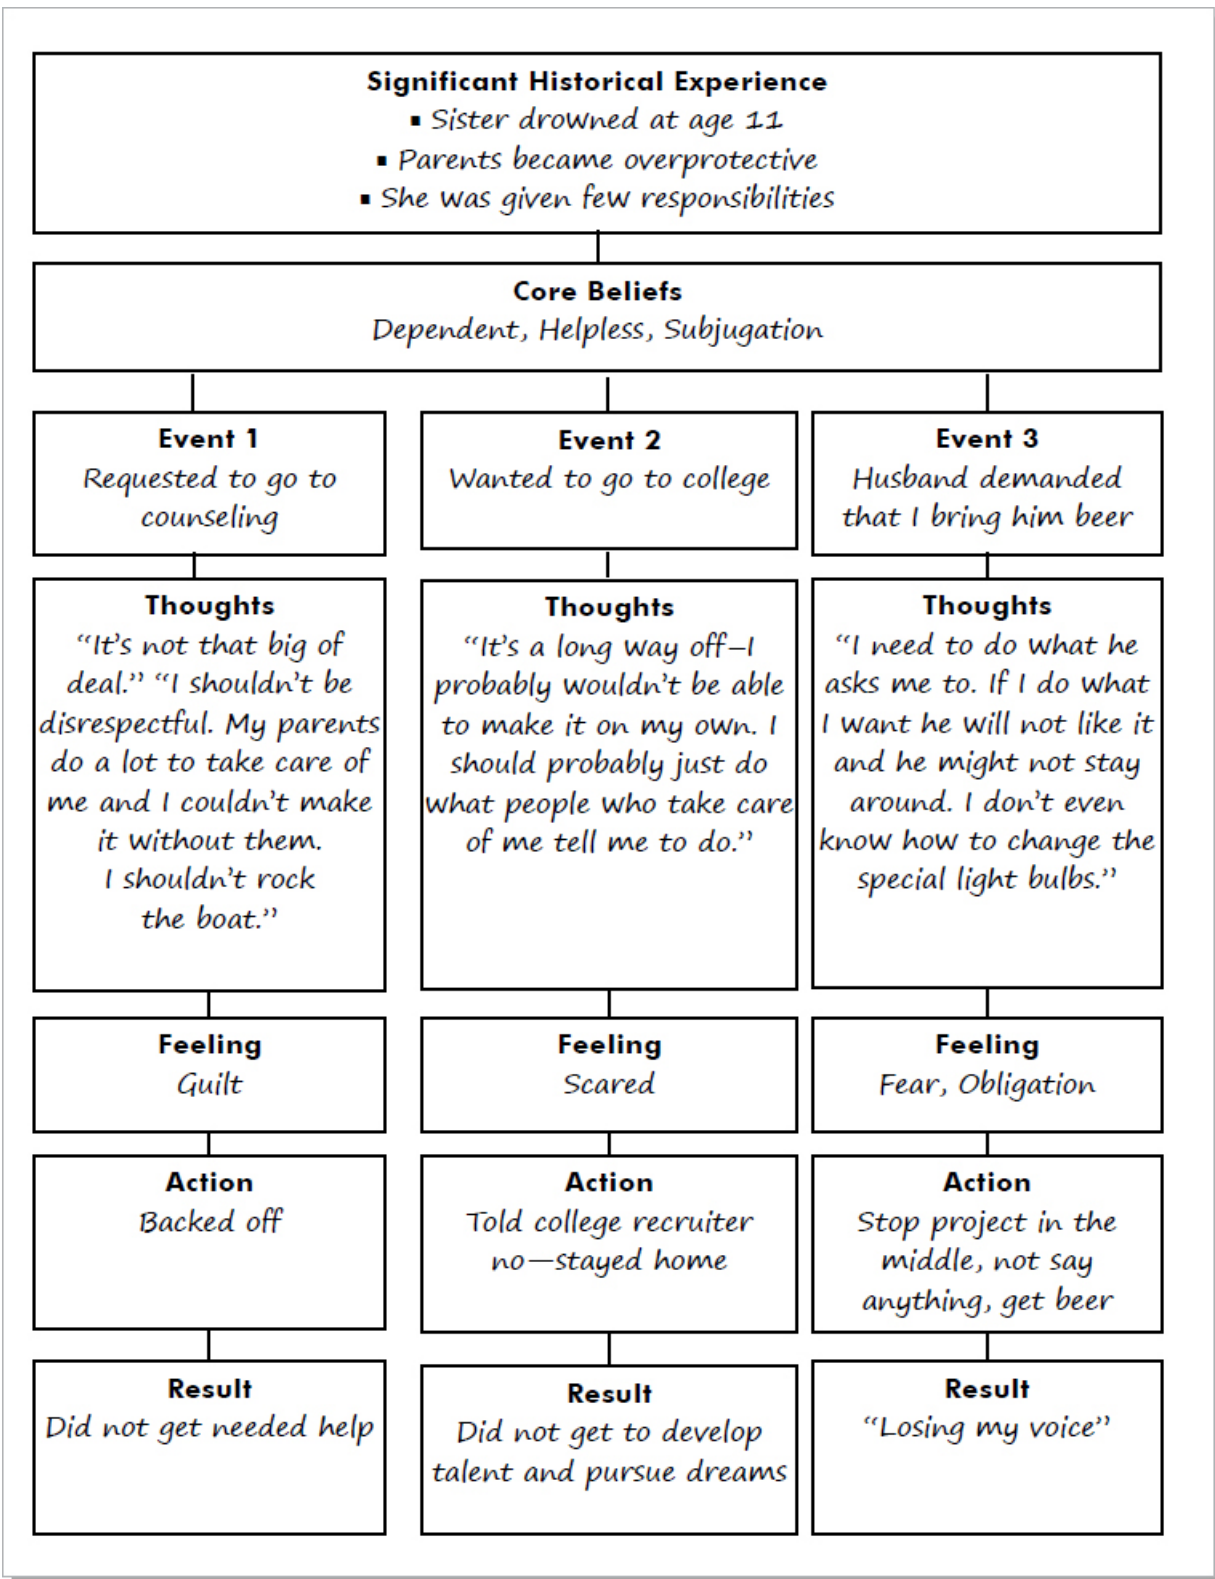 Significant Historical Experience
▪ Sister drowned at age 11
▪ Parents became overprotective
▪ She was given few responsibilities
Core Beliefs
Dependent, Helpless, Subjugation
Event 1
Requested to go to
counseling
Thoughts
“It’s not that big of
deal.” “I shouldn’t be
disrespectful. My parents
do a lot to take care of
me and I couldn’t make
it without them.
I shouldn’t rock
the boat.”
Feeling
Guilt
Action
Backed off
Result
Did not get needed help
Event 2
Wanted to go to college
Thoughts
“It’s a long way off–I
probably wouldn’t be able
to make it on my own. I
should probably just do
what people who take care
of me tell me to do.”
Feeling
Scared
Action
Told college recruiter
no—stayed home
Result
Did not get to develop
talent and pursue dreams
Event 3
Husband demanded
that I bring him beer
Thoughts
“I need to do what he
asks me to. If I do what
I want he will not like it
and he might not stay
around. I don’t even
know how to change the
special light bulbs.”
Feeling
Fear, Obligation
Action
Stop project in the
middle, not say
anything, get beer
Result
“Losing my voice”